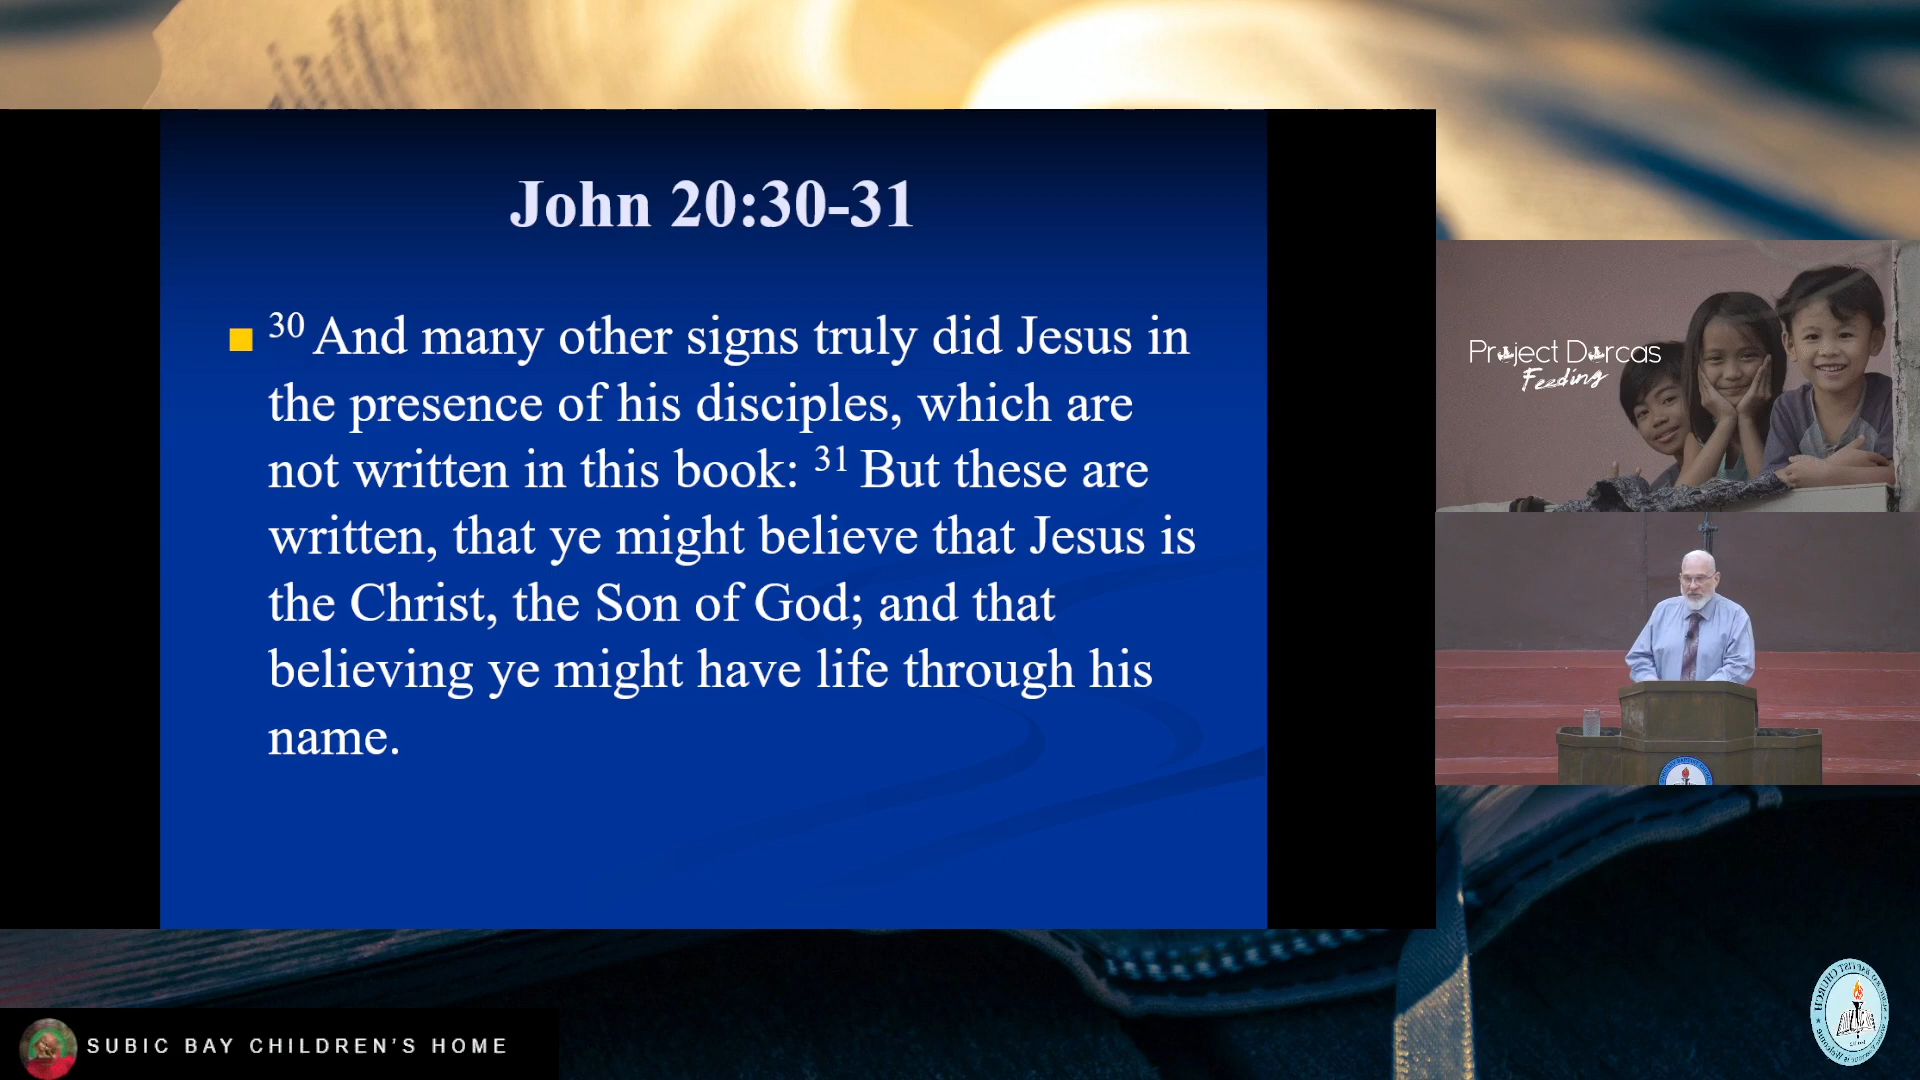 John 20:30-31
30 And many other signs truly did Jesus in
the presence of his disciples, which are
not written in this book: 31 But these are
written, that ye might believe that Jesus is
the Christ, the Son of God; and that
believing ye might have life through his
name.
Project Dorcas
Feeding
SUBIC BAY CHILDREN’S HOME